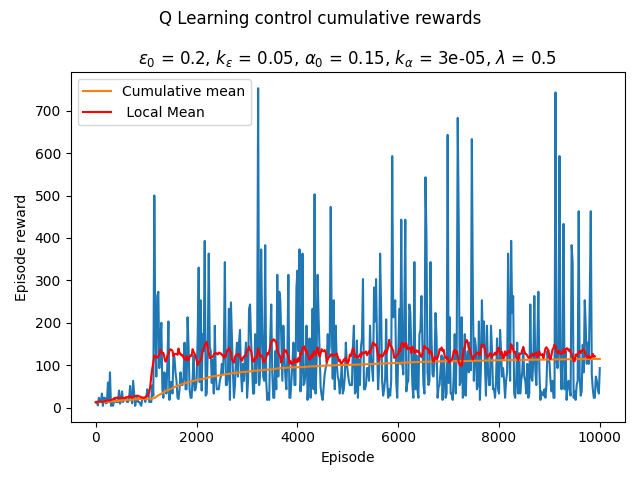 Q Learning control cumulative rewards
ε₀ = 0.2, kε = 0.05, α₀ = 0.15, kα = 3e-05, λ = 0.5
Cumulative mean
Local Mean
700
600
500
400
300
200
100
0
Episode reward
0 2000 4000 6000 8000 10000
Episode